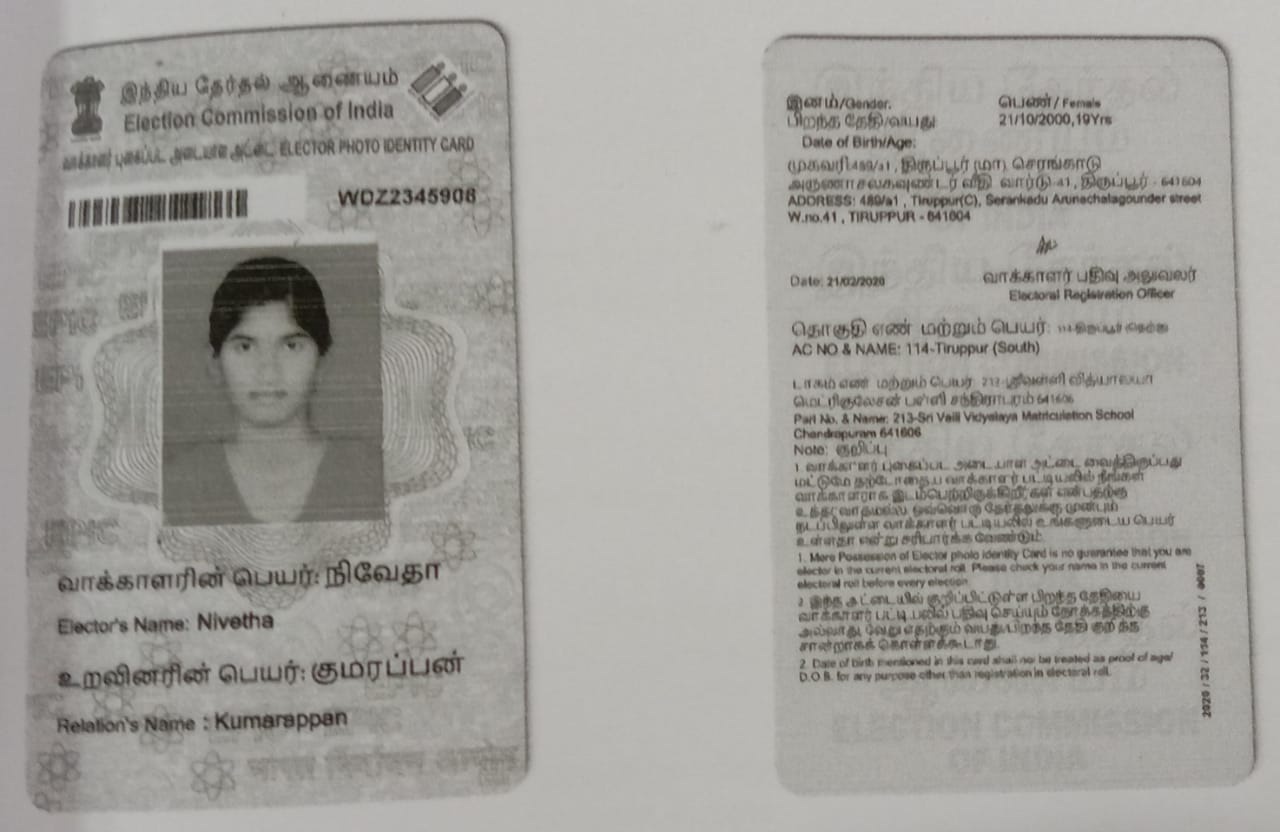 இந்திய தேர்தல் ஆணையம்
Election Commission of India
வாக்காளர் புகைப்பட அடையாள அட்டை ELECTOR PHOTO IDENTITY CARD
WDZ2345908
வாக்காளரின் பெயர்: நிவேதா
Elector's Name: Nivetha
உறவினரின் பெயர்: குமரப்பன்
Relation's Name : Kumarappan
भारत निर्वाचन आयोग
இனம்/Gender. பெண்/ Female
பிறந்த தேதி/வயது 21/10/2000,19Yrs
Date of Birth/Age:
திருப்பூர் (மா), செரங்காடு
அருணாசலகவுண்டர் வீதி வார்டு-41, திருப்பூர் - 641604
ADDRESS: 489/a1 , Tiruppur(C), Serankadu Arunachalagounder street
W.no.41 , TIRUPPUR - 641604
Date: 21/02/2020 வாக்காளர் பதிவு அலுவலர்
Electoral Registration Officer
தொகுதி எண் மற்றும் பெயர்:
AC NO & NAME: 114-Tiruppur (South)
பாகம் எண் மற்றும் பெயர் 213-ஸ்ரீவள்ளி வித்யாலயா
மெட்ரிகுலேசன் பள்ளி சந்திராபுரம் 641606
Part No. & Name: 213-Sri Valli Vidyalaya Matriculation School
Chandrapuram 641606
Note: குறிப்பு
1. வாக்காளர் புகைப்பட அடையாள அட்டை வைத்திருப்பது
மட்டுமே தற்போதைய வாக்காளர் பட்டியலில் நீங்கள்
வாக்காளராக இடம்பெற்றிருக்கிறீர்கள் என்பதற்கு
உத்தரவாதமல்ல. ஒவ்வொரு தேர்தலுக்கு முன்பும்
நடப்பிலுள்ள வாக்காளர் பட்டியலில் உங்களுடைய பெயர்
உள்ளதா என்று சரிபார்க்க வேண்டும்.
1. Mere Possession of Elector photo identity Card is no guarantee that you are
elector in the current electoral roll. Please check your name in the current
electoral roll before every election.
2. இந்த அட்டையில் குறிப்பிட்டுள்ள பிறந்த தேதியை
வாக்காளர் பட்டியலில் பதிவு செய்யும் நோக்கத்திற்கு
அல்லாது, வேறு எதற்கும் வயது/பிறந்த தேதி குறித்த
சான்றாகக் கொள்ளக்கூடாது.
2. Date of birth mentioned in this card shall not be treated as proof of age/
D.O.B. for any purpose other than registration in electoral roll.
2020 / 32 / 114 / 213 / 0007
ELECTION COMMISSION
OF INDIA